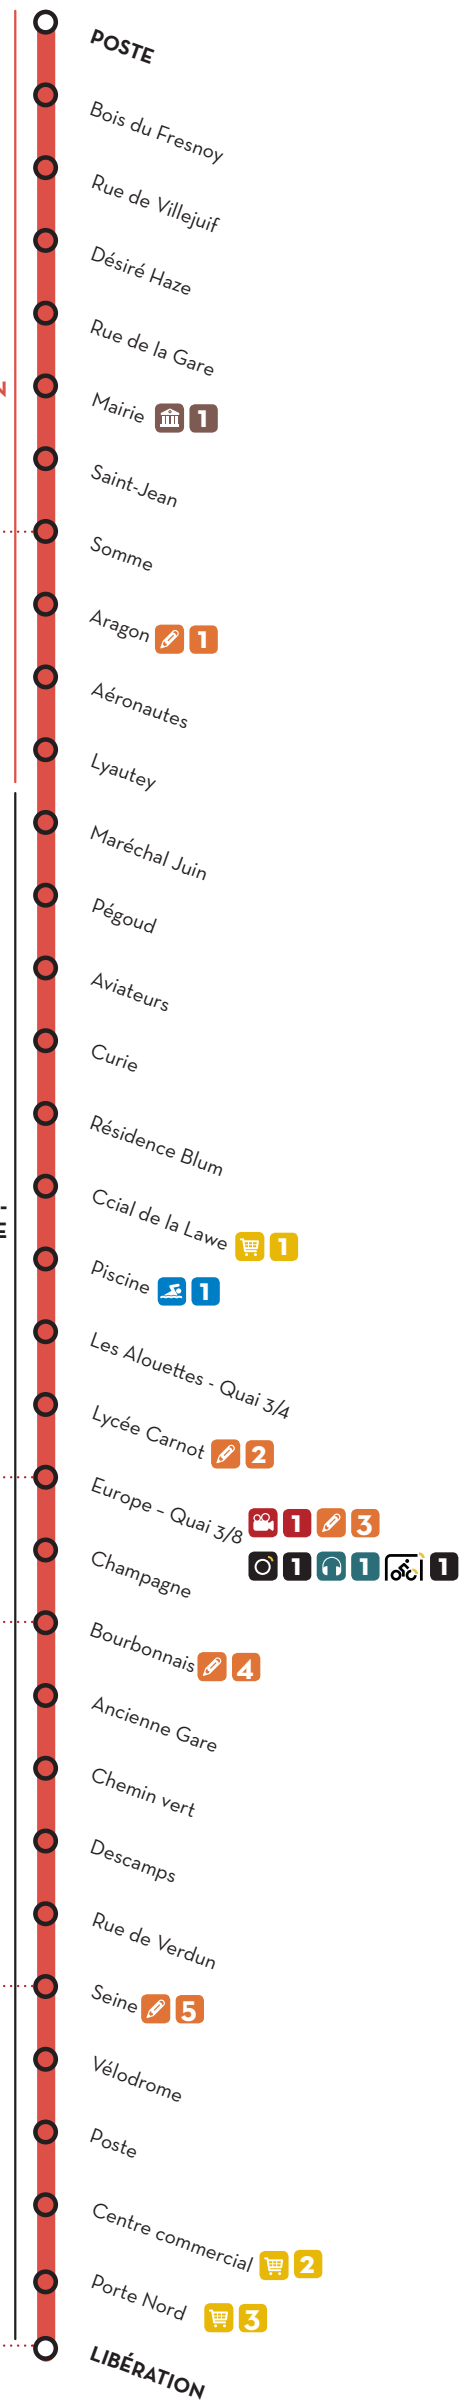 POSTE
Bois du Fresnoy
Rue de Villejuif
Désiré Haze
Rue de la Gare
Mairie 1
Saint-Jean
Somme
Aragon 1
Aéronautes
Lyautey
Maréchal Juin
Pégoud
Aviateurs
Curie
Résidence Blum
Ccial de la Lawe 1
Piscine 1
Les Alouettes - Quai 3/4
Lycée Carnot 2
Europe - Quai 3/8 1 3
1 1 1
Champagne
Bourbonnais 4
Ancienne Gare
Chemin vert
Descamps
Rue de Verdun
Seine 5
Vélodrome
Poste
Centre commercial 2
Porte Nord 3
LIBÉRATION